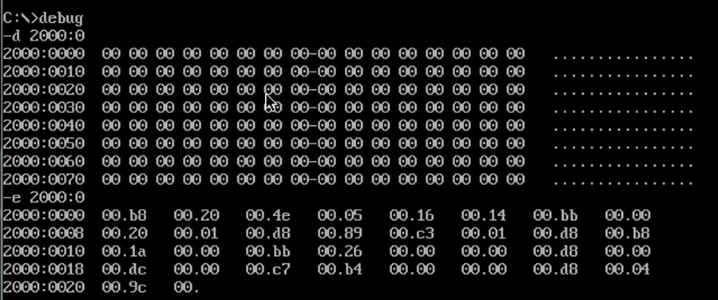 C:\>debug
-d 2000:0
2000:0000  00 00 00 00 00 00 00 00-00 00 00 00 00 00 00 00   ................
2000:0010  00 00 00 00 00 00 00 00-00 00 00 00 00 00 00 00   ................
2000:0020  00 00 00 00 00 00 00 00-00 00 00 00 00 00 00 00   ................
2000:0030  00 00 00 00 00 00 00 00-00 00 00 00 00 00 00 00   ................
2000:0040  00 00 00 00 00 00 00 00-00 00 00 00 00 00 00 00   ................
2000:0050  00 00 00 00 00 00 00 00-00 00 00 00 00 00 00 00   ................
2000:0060  00 00 00 00 00 00 00 00-00 00 00 00 00 00 00 00   ................
2000:0070  00 00 00 00 00 00 00 00-00 00 00 00 00 00 00 00   ................
-e 2000:0
2000:0000  00.b8   00.20   00.4e   00.05   00.16   00.14   00.bb   00.00
2000:0008  00.20   00.01   00.d8   00.89   00.c3   00.01   00.d8   00.b8
2000:0010  00.1a   00.00   00.bb   00.26   00.00   00.00   00.d8   00.00
2000:0018  00.dc   00.00   00.c7   00.b4   00.00   00.00   00.d8   00.04
2000:0020  00.9c   00.